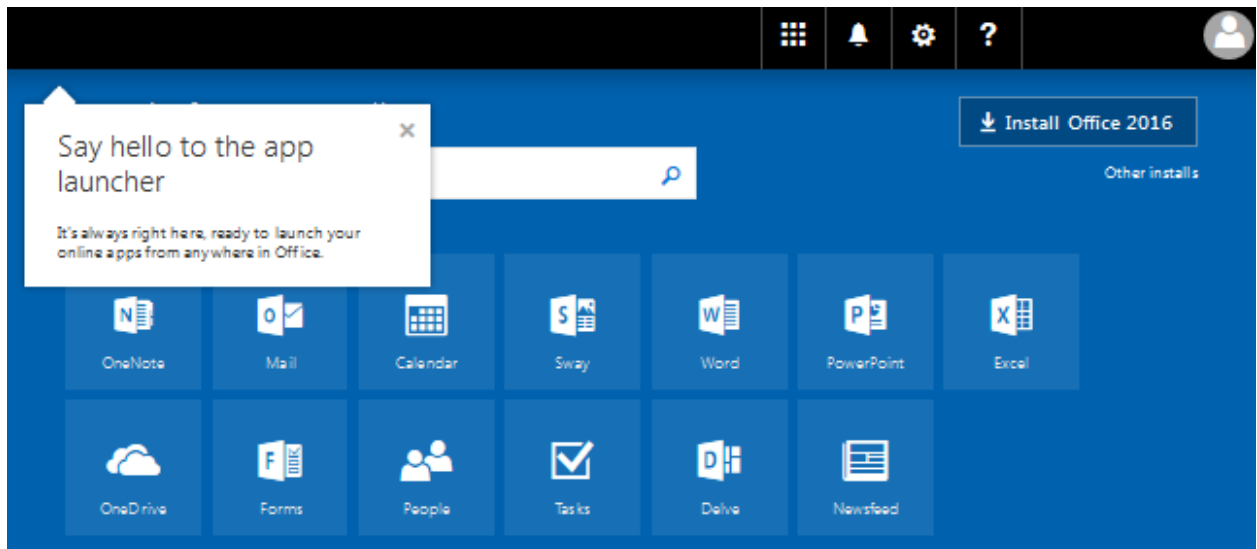 ?
Install Office 2016
Say hello to the app
launcher
Other installs
It's always right here, ready to launch your
online apps from anywhere in Office.
N O S W P X
OneNote Mail Calendar Sway Word PowerPoint Excel
F D
OneDrive Forms People Tasks Delve Newsfeed